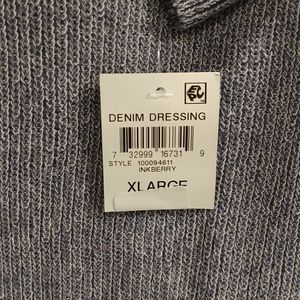 DENIM DRESSING
7 32999 16731 9
STYLE 100094611
INKBERRY
XLARGE